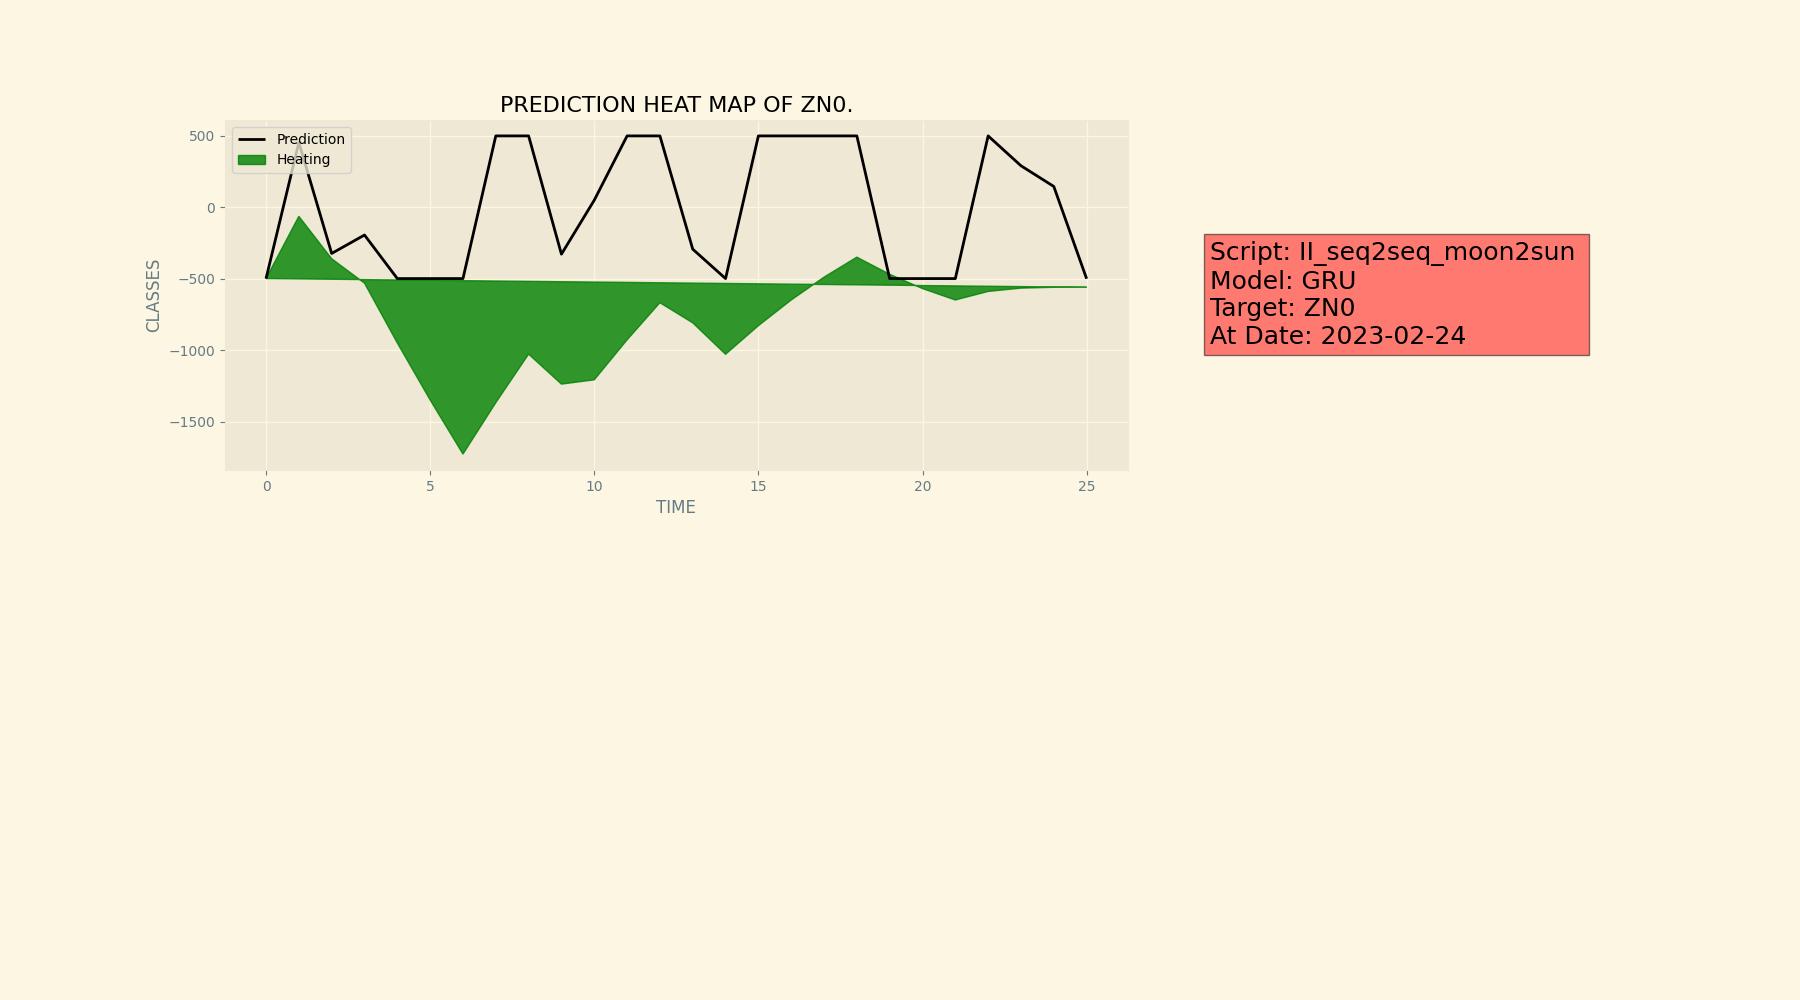 PREDICTION HEAT MAP OF ZN0.
Prediction
Heating
500
0
−500
−1000
−1500
CLASSES
0 5 10 15 20 25
TIME
Script: II_seq2seq_moon2sun
Model: GRU
Target: ZN0
At Date: 2023-02-24